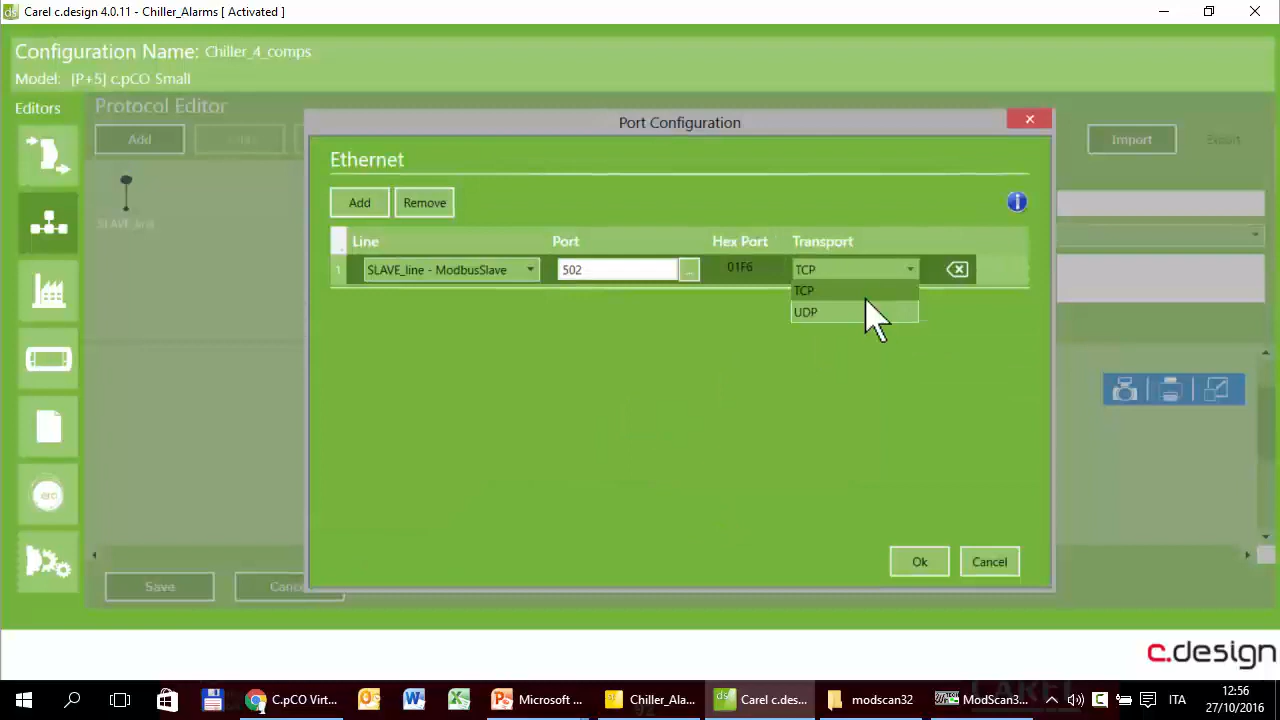 Carel c.design 4.0.11 - Chiller_Alarms [ Activated ]
Configuration Name: Chiller_4_comps
Model: [P+5] c.pCO Small
Editors
Protocol Editor
Add
Import
Export
SLAVE_line
Port Configuration
Ethernet
Add Remove
Line Port Hex Port Transport
1 SLAVE_line - ModbusSlave 502 ... 01F6 TCP
TCP
UDP
Ok Cancel
Save
c.design
C.pCO Virt...
Microsoft ...
Chiller_Ala...
Carel c.des...
modscan32
ModScan3...
ITA
12:56
27/10/2016